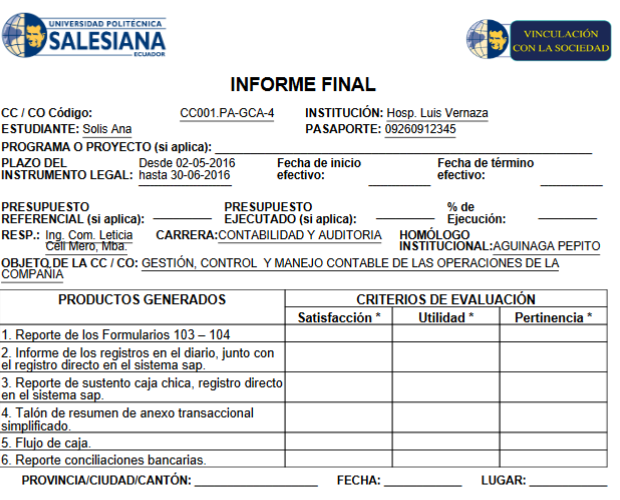 UNIVERSIDAD POLITÉCNICA
SALESIANA
ECUADOR
VINCULACIÓN
CON LA SOCIEDAD
INFORME FINAL
CC / CO Código: CC001.PA-GCA-4 INSTITUCIÓN: Hosp. Luis Vernaza
ESTUDIANTE: Solis Ana PASAPORTE: 09260912345
PROGRAMA O PROYECTO (si aplica):
PLAZO DEL Desde 02-05-2016 Fecha de inicio Fecha de término
INSTRUMENTO LEGAL: hasta 30-06-2016 efectivo: efectivo:
PRESUPUESTO PRESUPUESTO % de
REFERENCIAL (si aplica): EJECUTADO (si aplica): Ejecución:
RESP.: Ing. Com. Leticia CARRERA:CONTABILIDAD Y AUDITORIA HOMÓLOGO
Cell Mero, Mba. INSTITUCIONAL:AGUINAGA PEPITO
OBJETO DE LA CC / CO: GESTIÓN, CONTROL Y MANEJO CONTABLE DE LAS OPERACIONES DE LA
COMPANIA
PRODUCTOS GENERADOS CRITERIOS DE EVALUACIÓN
Satisfacción * Utilidad * Pertinencia *
1. Reporte de los Formularios 103 – 104
2. Informe de los registros en el diario, junto con
el registro directo en el sistema sap.
3. Reporte de sustento caja chica, registro directo
en el sistema sap.
4. Talón de resumen de anexo transaccional
simplificado.
5. Flujo de caja.
6. Reporte conciliaciones bancarias.
PROVINCIA/CIUDAD/CANTÓN: FECHA: LUGAR: